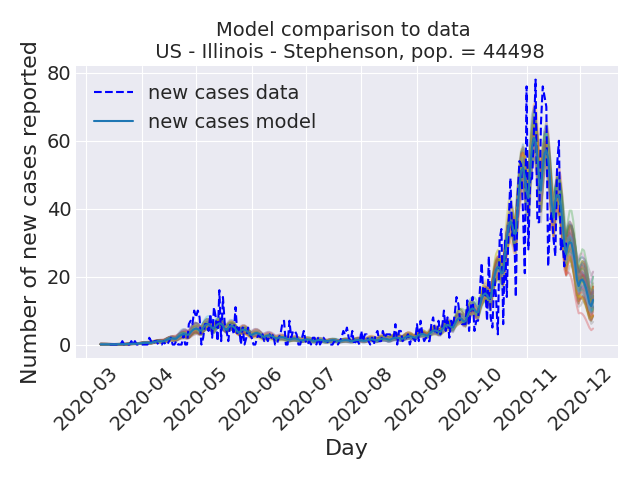 Model comparison to data
US - Illinois - Stephenson, pop. = 44498
Number of new cases reported
80
60
40
20
0
new cases data
new cases model
2020-03
2020-04
2020-05
2020-06
2020-07
2020-08
2020-09
2020-10
2020-11
2020-12
Day